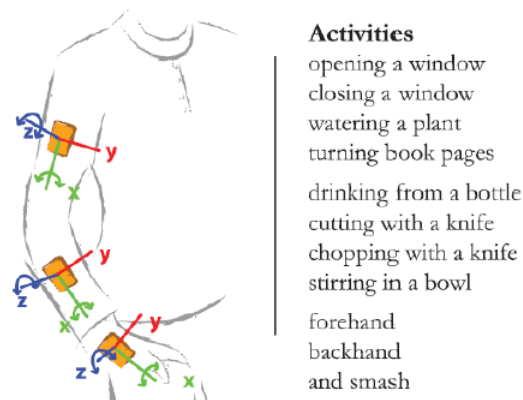 z
y
x
y
z
x
y
z
x
Activities
opening a window
closing a window
watering a plant
turning book pages
drinking from a bottle
cutting with a knife
chopping with a knife
stirring in a bowl
forehand
backhand
and smash